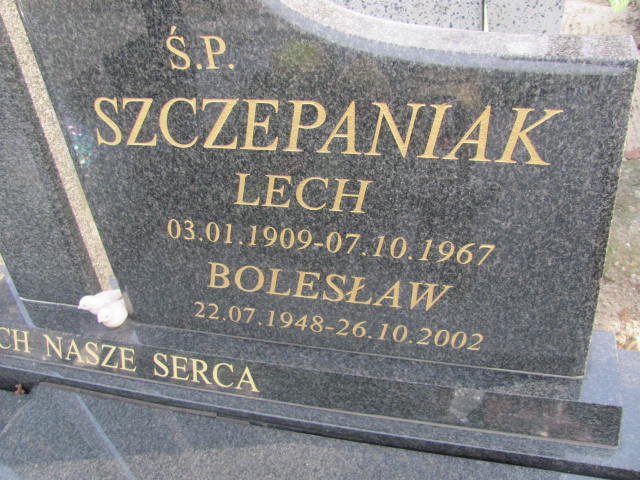 Ś.P.
SZCZEPANIAK
LECH
03.01.1909-07.10.1967
BOLESŁAW
22.07.1948-26.10.2002
CH NASZE SERCA